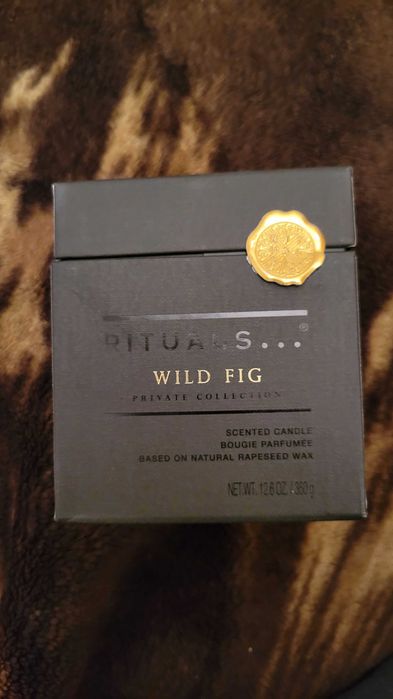 RITUALS...®
WILD FIG
PRIVATE COLLECTION
SCENTED CANDLE
BOUGIE PARFUMÉE
BASED ON NATURAL RAPESEED WAX
NET.WT. 12.6 OZ. / 360 g